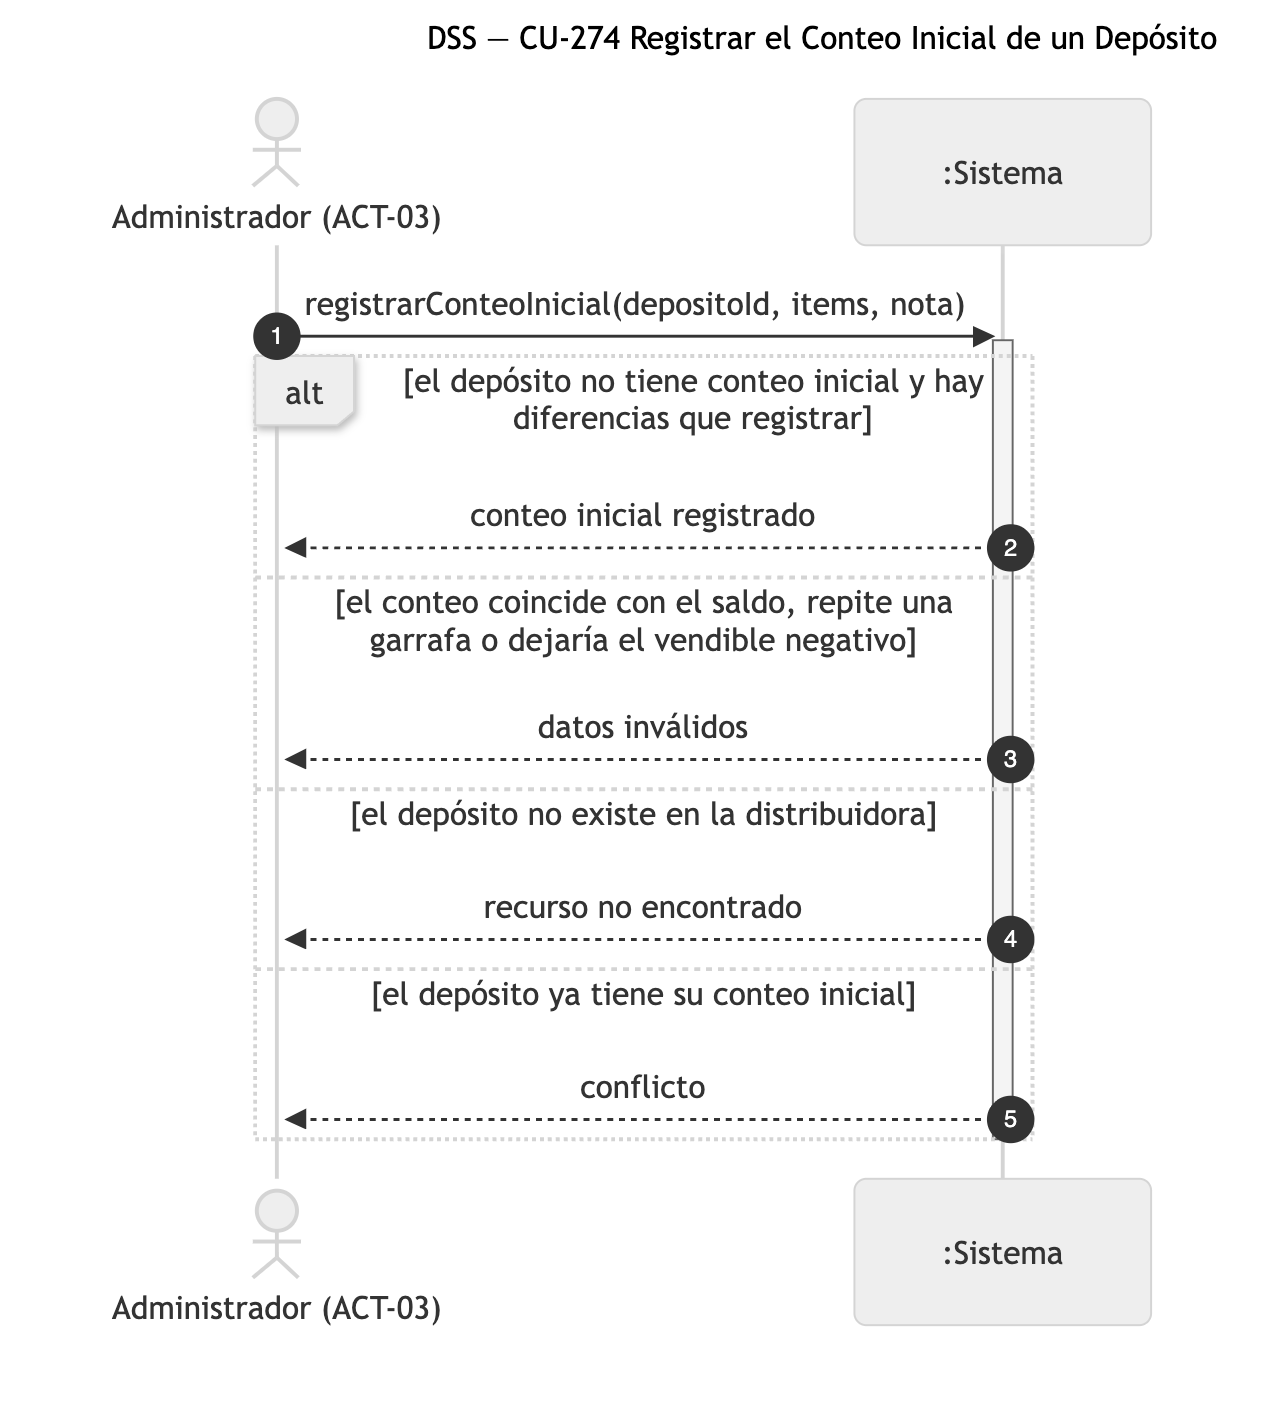 DSS — CU-274 Registrar el Conteo Inicial de un Depósito
Administrador (ACT-03)
:Sistema
registrarConteoInicial(depositoId, items, nota)
1
alt
[el depósito no tiene conteo inicial y hay
diferencias que registrar]
conteo inicial registrado
2
[el conteo coincide con el saldo, repite una
garrafa o dejaría el vendible negativo]
datos inválidos
3
[el depósito no existe en la distribuidora]
recurso no encontrado
4
[el depósito ya tiene su conteo inicial]
conflicto
5
Administrador (ACT-03)
:Sistema